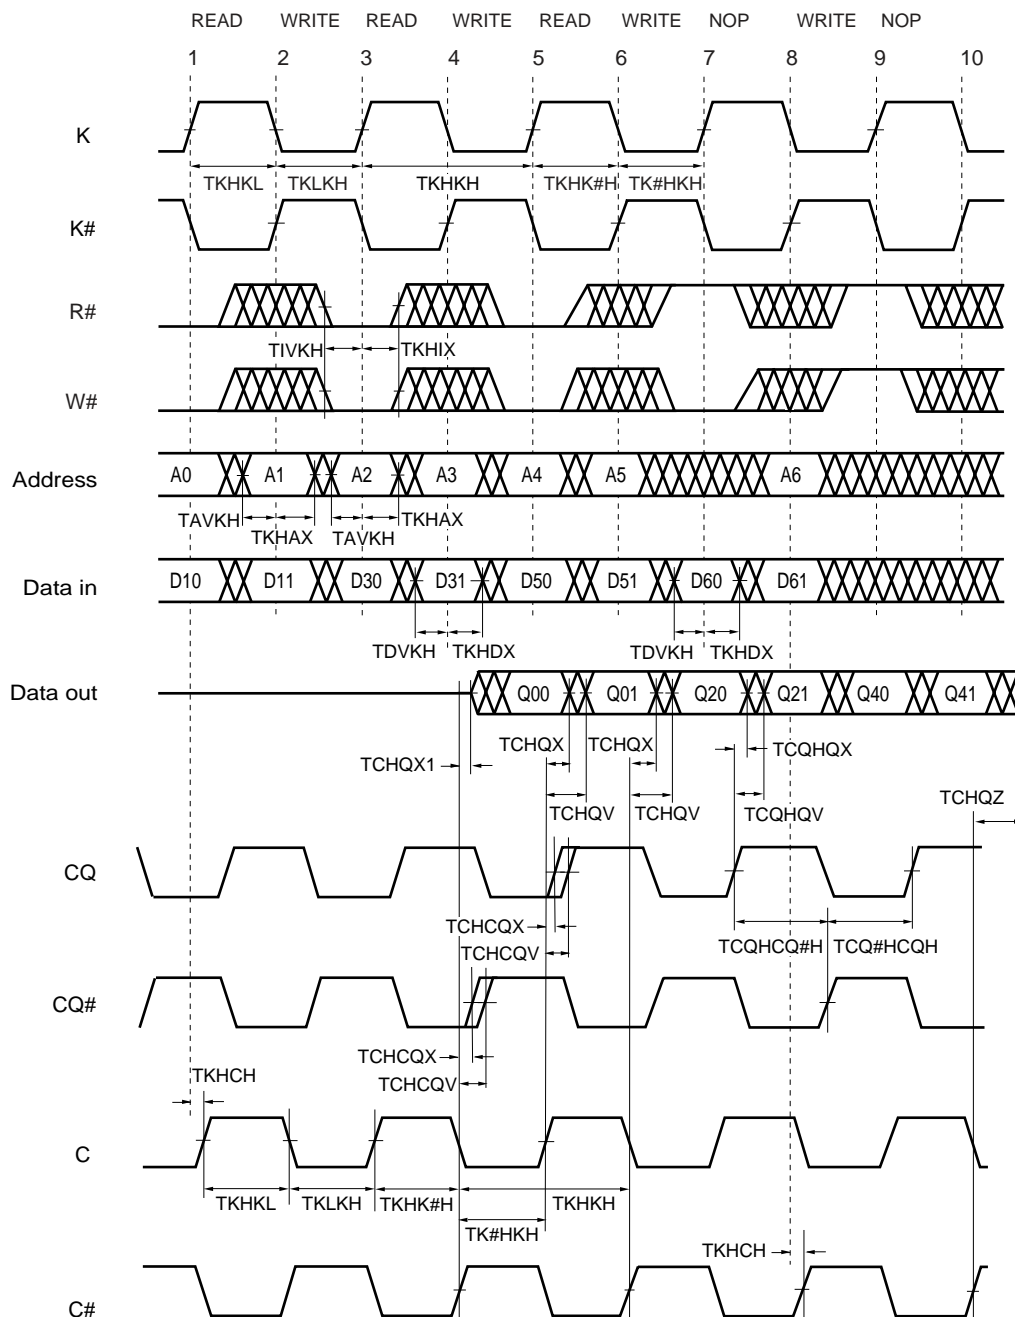 READ WRITE READ WRITE READ WRITE NOP WRITE NOP
1 2 3 4 5 6 7 8 9 10
K
TKHKL TKLKH TKHKH TKHK#H TK#HKH
K#
R#
TIVKH TKHIX
W#
Address A0 A1 A2 A3 A4 A5 A6
TAVKH TKHAX TAVKH TKHAX
Data in D10 D11 D30 D31 D50 D51 D60 D61
TDVKH TKHDX TDVKH TKHDX
Data out Q00 Q01 Q20 Q21 Q40 Q41
TCHQX1 TCHQX TCHQX TCQHQX
TCHQV TCHQV TCQHQV TCHQZ
CQ
TCHCQX TCQHCQ#H TCQ#HCQH
TCHCQV
CQ#
TCHCQX
TKHCH TCHCQV
C
TKHKL TKLKH TKHK#H TKHKH
TK#HKH
TKHCH
C#